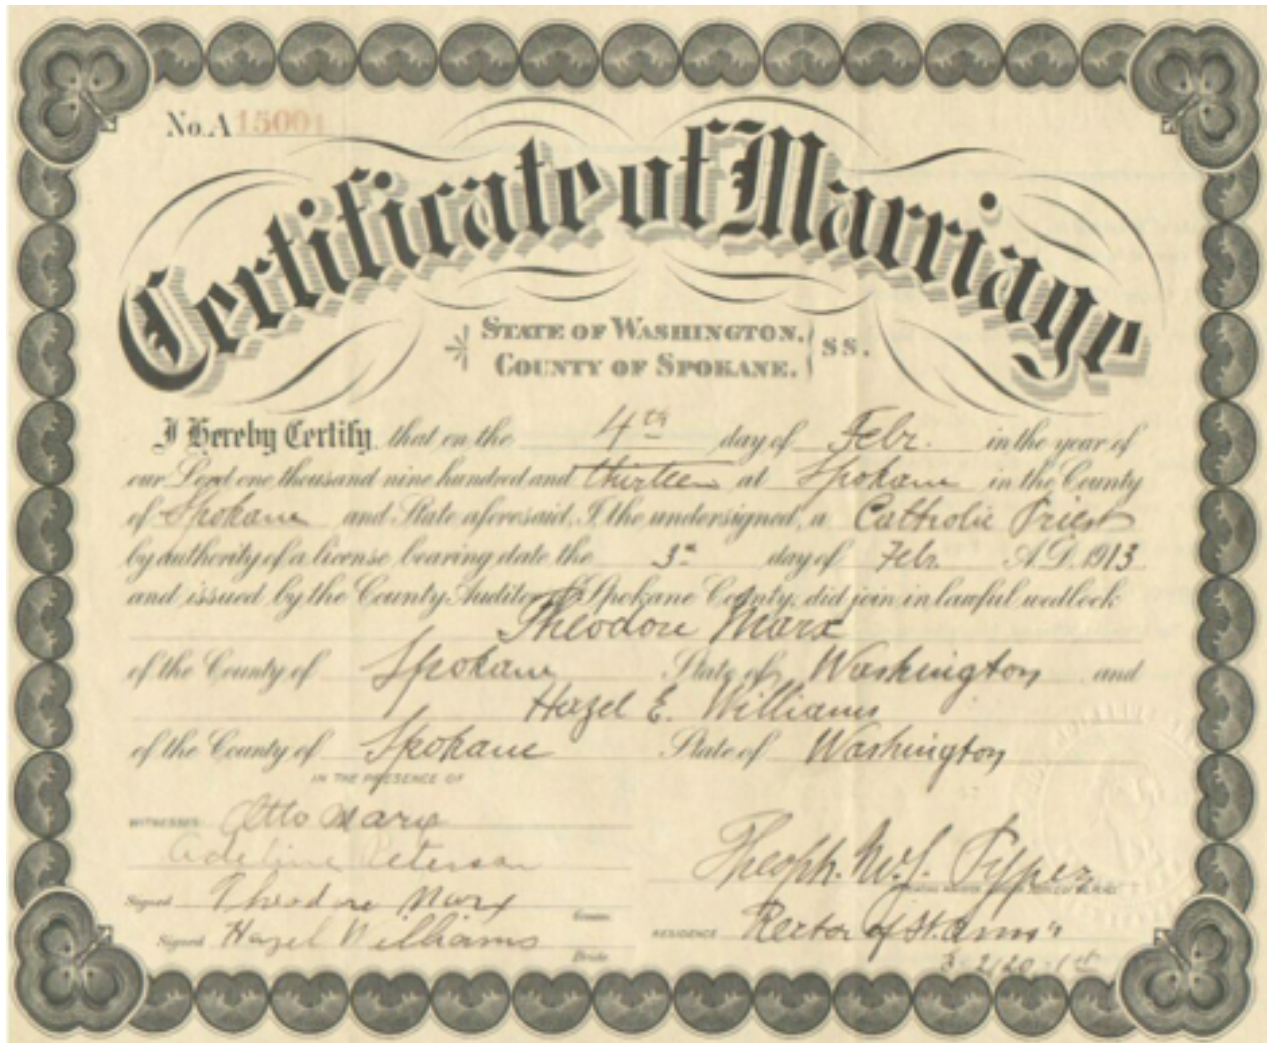 No. A 15001
Certificate of Marriage
STATE OF WASHINGTON,
COUNTY OF SPOKANE. } SS.
I Hereby Certify that on the 4th day of Febr. in the year of
our Lord one thousand nine hundred and thirteen at Spokane in the County
of Spokane and State aforesaid, I, the undersigned, a Catholic Priest
by authority of a license bearing date the 3rd day of Febr. A.D. 1913
and issued by the County Auditor of Spokane County, did join in lawful wedlock
Theodore Marx
of the County of Spokane State of Washington and
Hazel E. Williams
of the County of Spokane State of Washington
IN THE PRESENCE OF
WITNESSES Otto Marx
Adeline Peterson
Signed Theodore Marx Groom
Signed Hazel Williams Bride
Theoph. M. J. Pypez
RESIDENCE Rector of St. Ann's